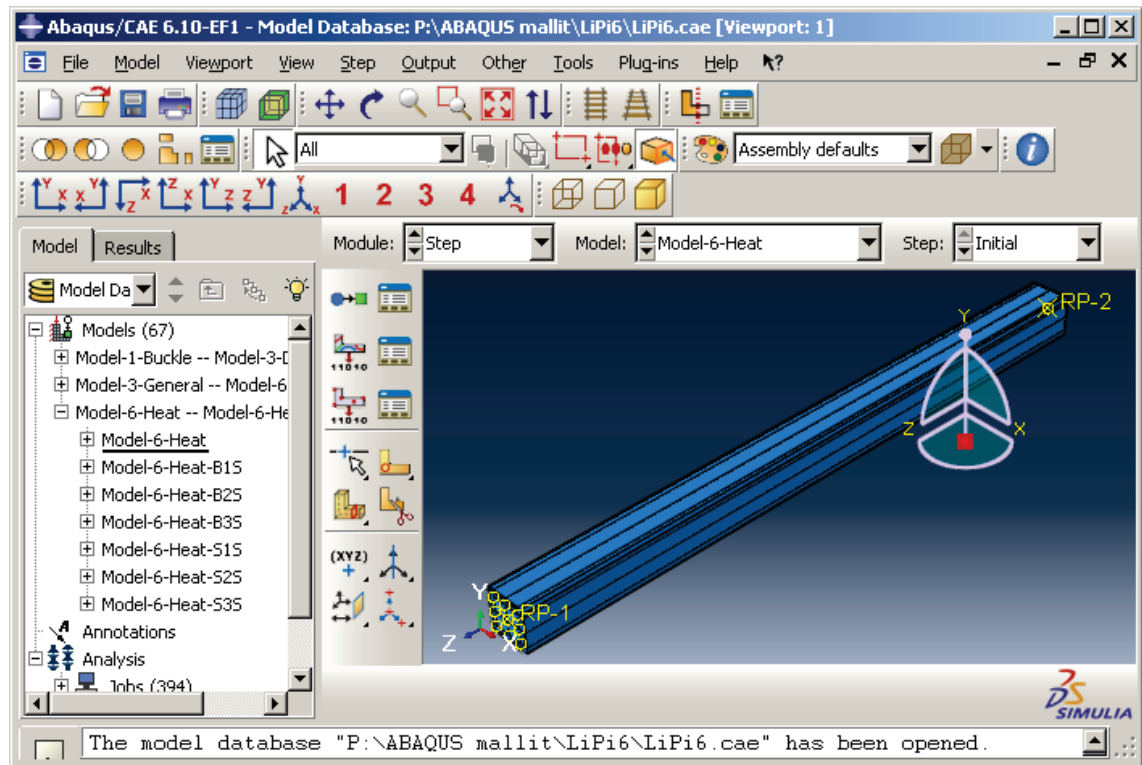 Abaqus/CAE 6.10-EF1 - Model Database: P:\ABAQUS mallit\LiPi6\LiPi6.cae [Viewport: 1]
File Model Viewport View Step Output Other Tools Plug-ins Help
All
Assembly defaults
1 2 3 4
Model Results
Module: Step Model: Model-6-Heat Step: Initial
Model Da
Models (67)
Model-1-Buckle -- Model-3-D
Model-3-General -- Model-6
Model-6-Heat -- Model-6-He
Model-6-Heat
Model-6-Heat-B1S
Model-6-Heat-B2S
Model-6-Heat-B3S
Model-6-Heat-S1S
Model-6-Heat-S2S
Model-6-Heat-S3S
Annotations
Analysis
Jobs (394)
11010
11010
(XYZ)
RP-2
Y
Z
X
Y
RP-1
Z
X
DS
SIMULIA
The model database "P:\ABAQUS mallit\LiPi6\LiPi6.cae" has been opened.